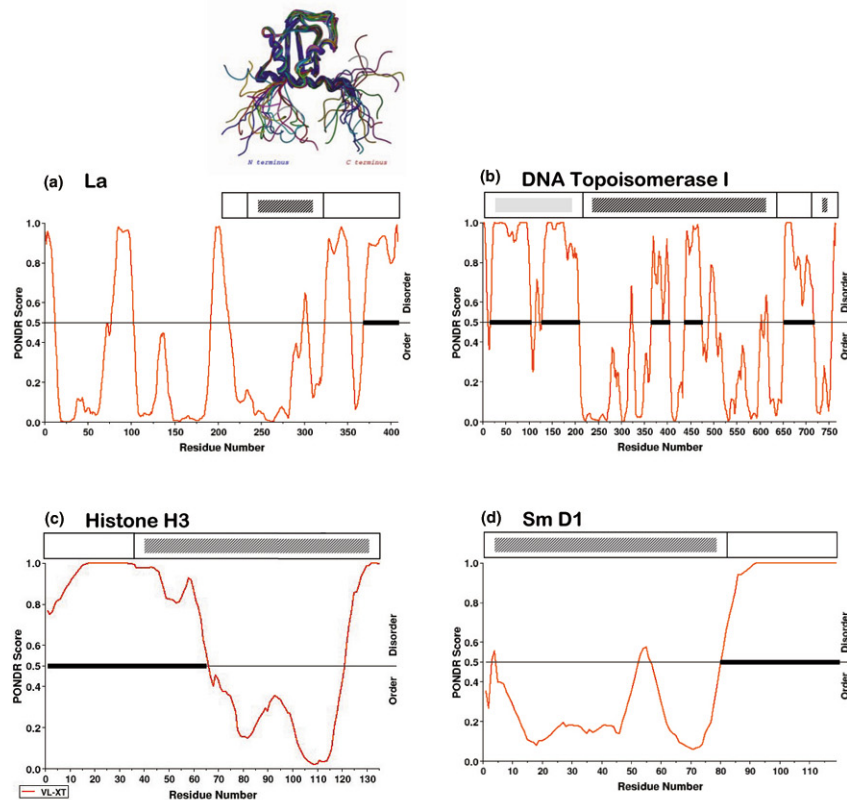 N terminus
C terminus
(a) La
1.0
0.8
0.6
0.5
0.4
0.2
0.0
PONDR Score
Disorder
Order
0 50 100 150 200 250 300 350 400
Residue Number
(b) DNA Topoisomerase I
1.0
0.8
0.6
0.5
0.4
0.2
0.0
PONDR Score
Disorder
Order
0 50 100 150 200 250 300 350 400 450 500 550 600 650 700 750
Residue Number
(c) Histone H3
1.0
0.8
0.6
0.5
0.4
0.2
0.0
PONDR Score
Disorder
Order
0 10 20 30 40 50 60 70 80 90 100 110 120 130
Residue Number
VL-XT
(d) Sm D1
1.0
0.8
0.6
0.5
0.4
0.2
0.0
PONDR Score
Disorder
Order
0 10 20 30 40 50 60 70 80 90 100 110
Residue Number